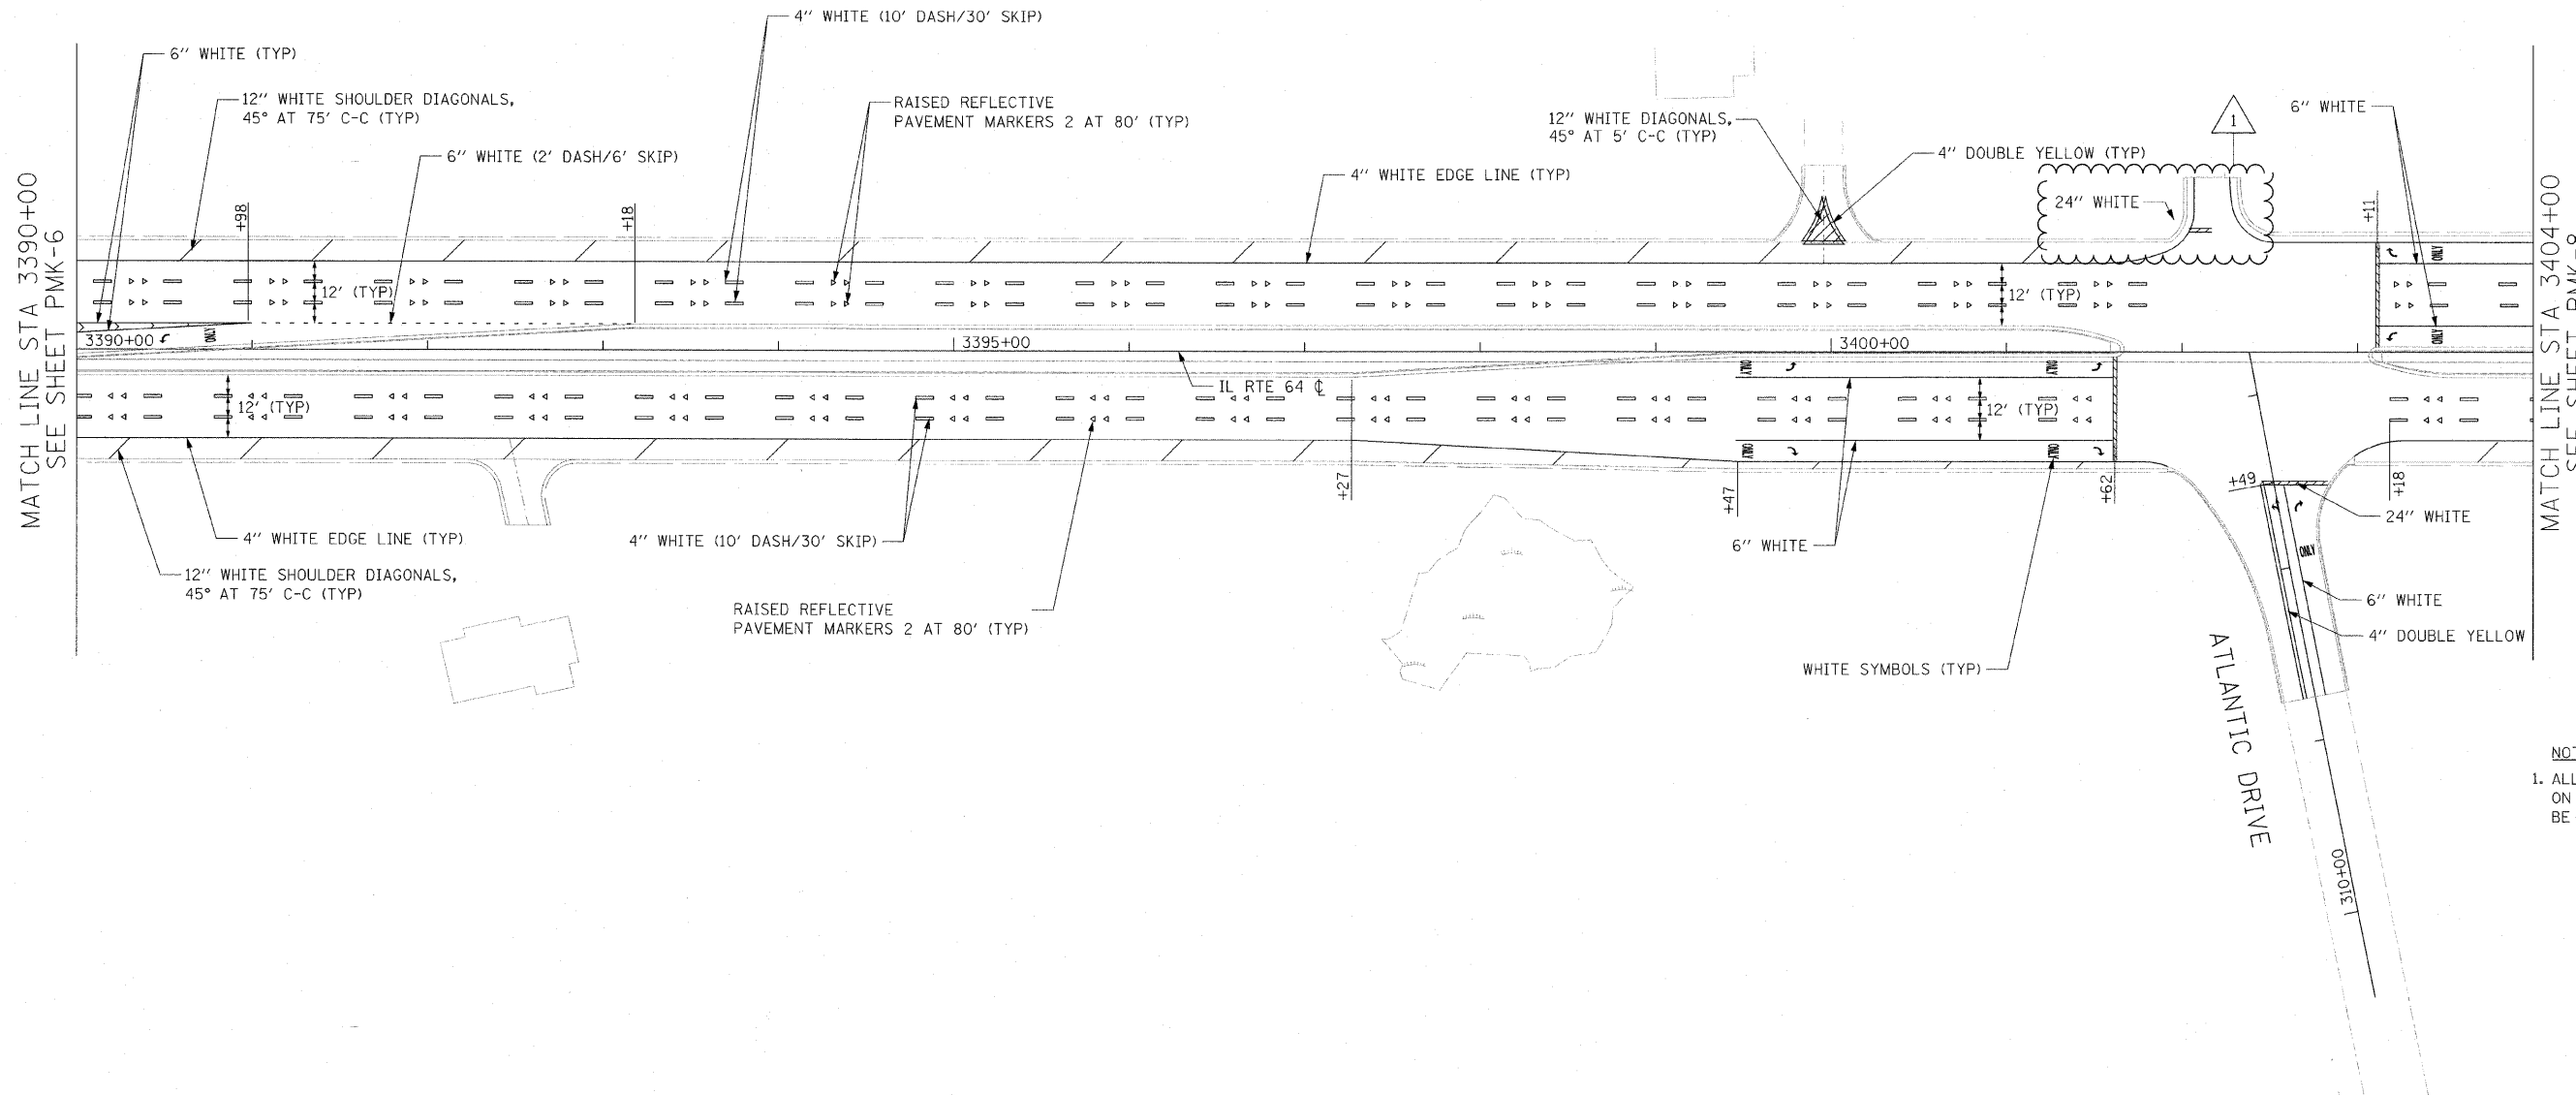 4" WHITE (10' DASH/30' SKIP)
6" WHITE (TYP)
12" WHITE SHOULDER DIAGONALS,
45° AT 75' C-C (TYP)
RAISED REFLECTIVE
PAVEMENT MARKERS 2 AT 80' (TYP)
6" WHITE (2' DASH/6' SKIP)
4" WHITE EDGE LINE (TYP)
12" WHITE DIAGONALS,
45° AT 5' C-C (TYP)
4" DOUBLE YELLOW (TYP)
1
6" WHITE
24" WHITE
MATCH LINE STA 3390+00
SEE SHEET PMK-6
+98
+18
+11
MATCH LINE STA 3404+00
ONLY
12' (TYP)
12' (TYP)
ONLY
ONLY
3390+00
3395+00
3400+00
IL RTE 64 ℄
ONLY
ONLY
12' (TYP)
12' (TYP)
ONLY
ONLY
+27
+47
+62
+49
+18
24" WHITE
4" WHITE EDGE LINE (TYP)
4" WHITE (10' DASH/30' SKIP)
6" WHITE
ONLY
12" WHITE SHOULDER DIAGONALS,
45° AT 75' C-C (TYP)
RAISED REFLECTIVE
PAVEMENT MARKERS 2 AT 80' (TYP)
6" WHITE
4" DOUBLE YELLOW
WHITE SYMBOLS (TYP)
ATLANTIC DRIVE
310+00
1. ALL
ON
BE